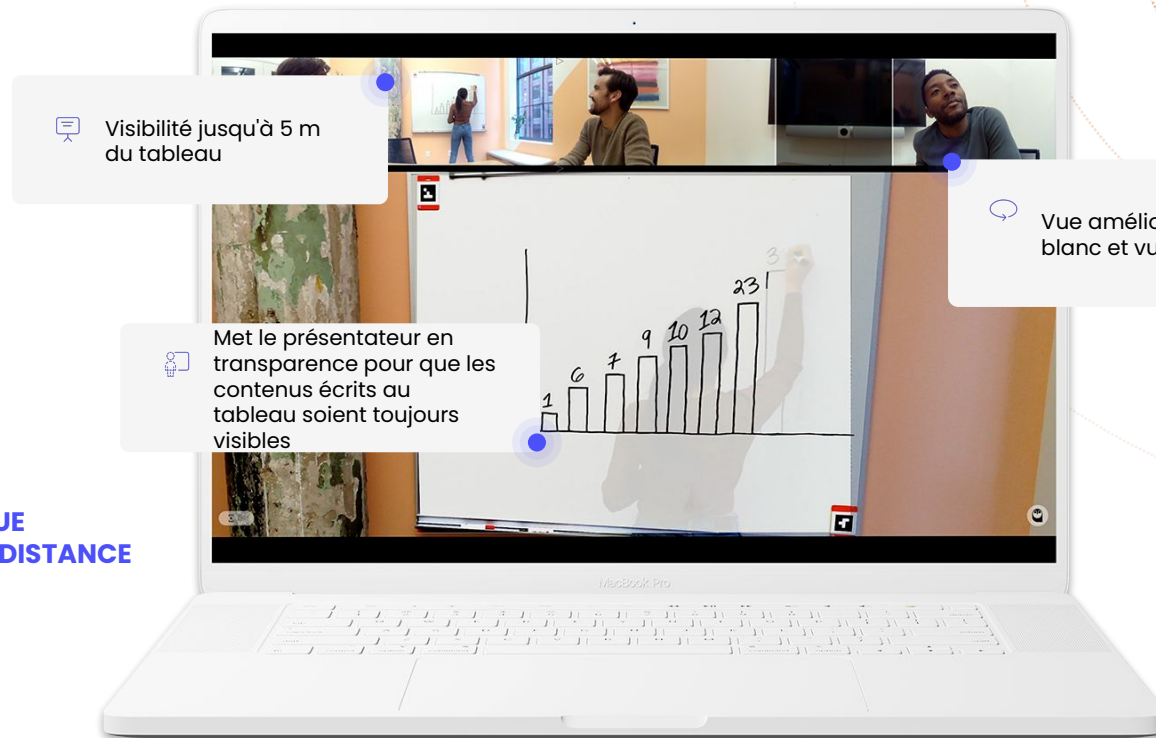 Visibilité jusqu'à 5 m
du tableau
Vue amélio
blanc et vu
Met le présentateur en
transparence pour que les
contenus écrits au
tableau soient toujours
visibles
1
6
7
9
10
12
23
3
UE
DISTANCE
MacBook Pro